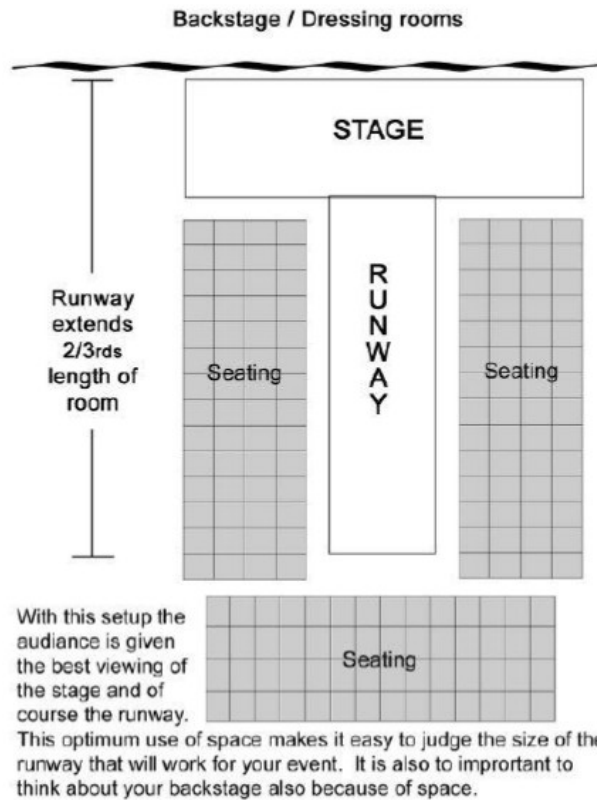 Backstage / Dressing rooms
STAGE
RUNWAY
Runway
extends
2/3rds
length of
room
Seating
Seating
Seating
With this setup the
audiance is given
the best viewing of
the stage and of
course the runway.
This optimum use of space makes it easy to judge the size of the
runway that will work for your event. It is also to imprortant to
think about your backstage also because of space.